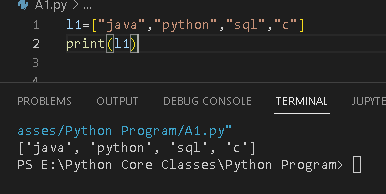 A1.py > ...
1 l1=["java","python","sql","c"]
2 print(l1)
3
4
PROBLEMS OUTPUT DEBUG CONSOLE TERMINAL JUPYTE
asses/Python Program/A1.py"
['java', 'python', 'sql', 'c']
PS E:\Python Core Classes\Python Program>